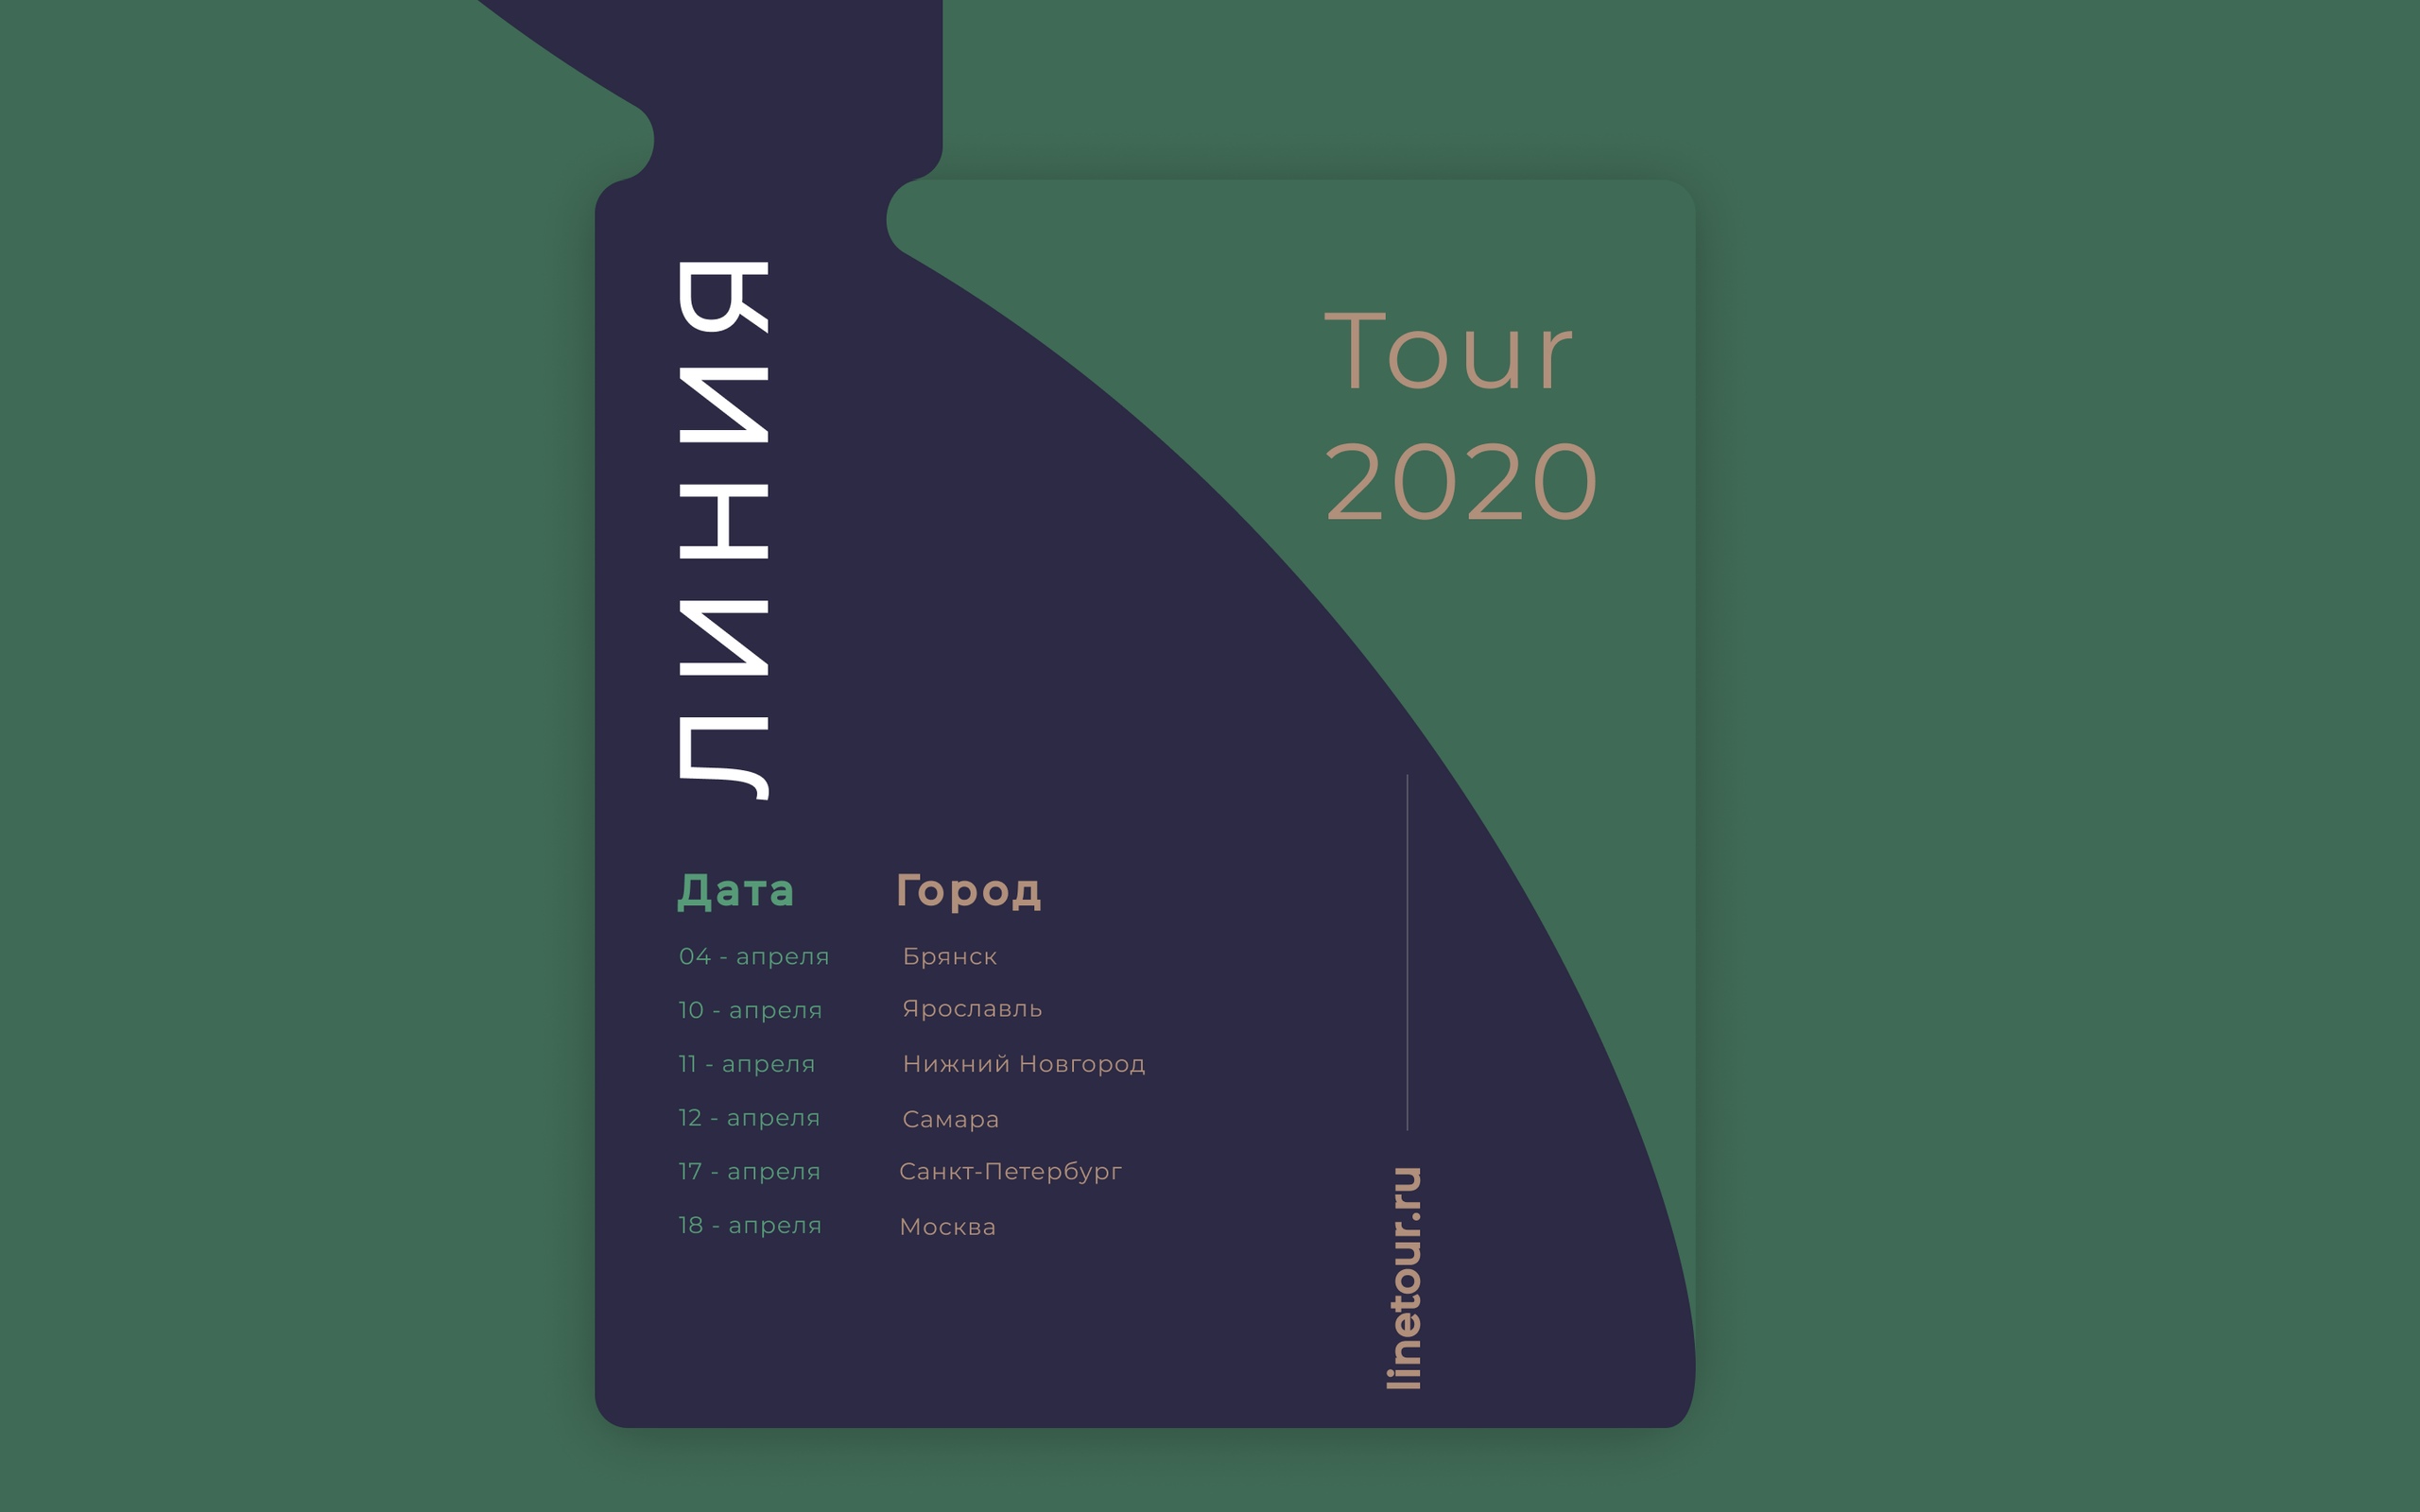 ЛИНИЯ
Tour
2020
Дата Город
04 - апреля Брянск
10 - апреля Ярославль
11 - апреля Нижний Новгород
12 - апреля Самара
17 - апреля Санкт-Петербург
18 - апреля Москва
linetour.ru